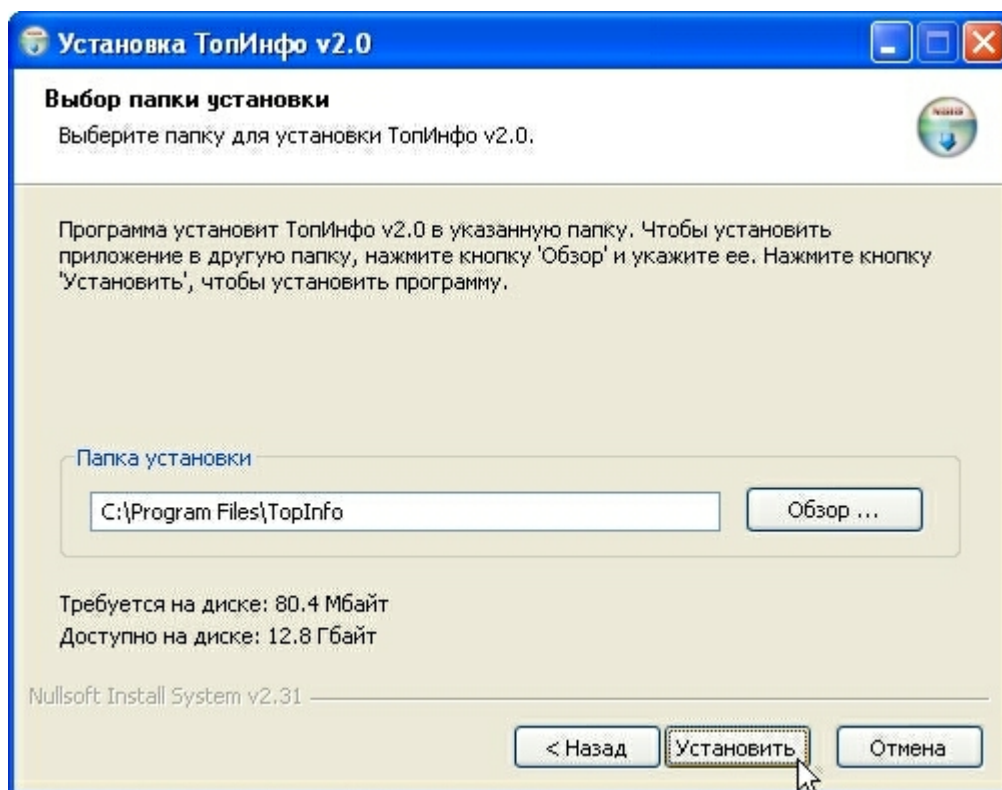 Установка ТопИнфо v2.0
Выбор папки установки
Выберите папку для установки ТопИнфо v2.0.
Программа установит ТопИнфо v2.0 в указанную папку. Чтобы установить
приложение в другую папку, нажмите кнопку 'Обзор' и укажите ее. Нажмите кнопку
'Установить', чтобы установить программу.
Папка установки
C:\Program Files\TopInfo
Обзор ...
Требуется на диске: 80.4 Мбайт
Доступно на диске: 12.8 Гбайт
Nullsoft Install System v2.31
< Назад
Установить
Отмена